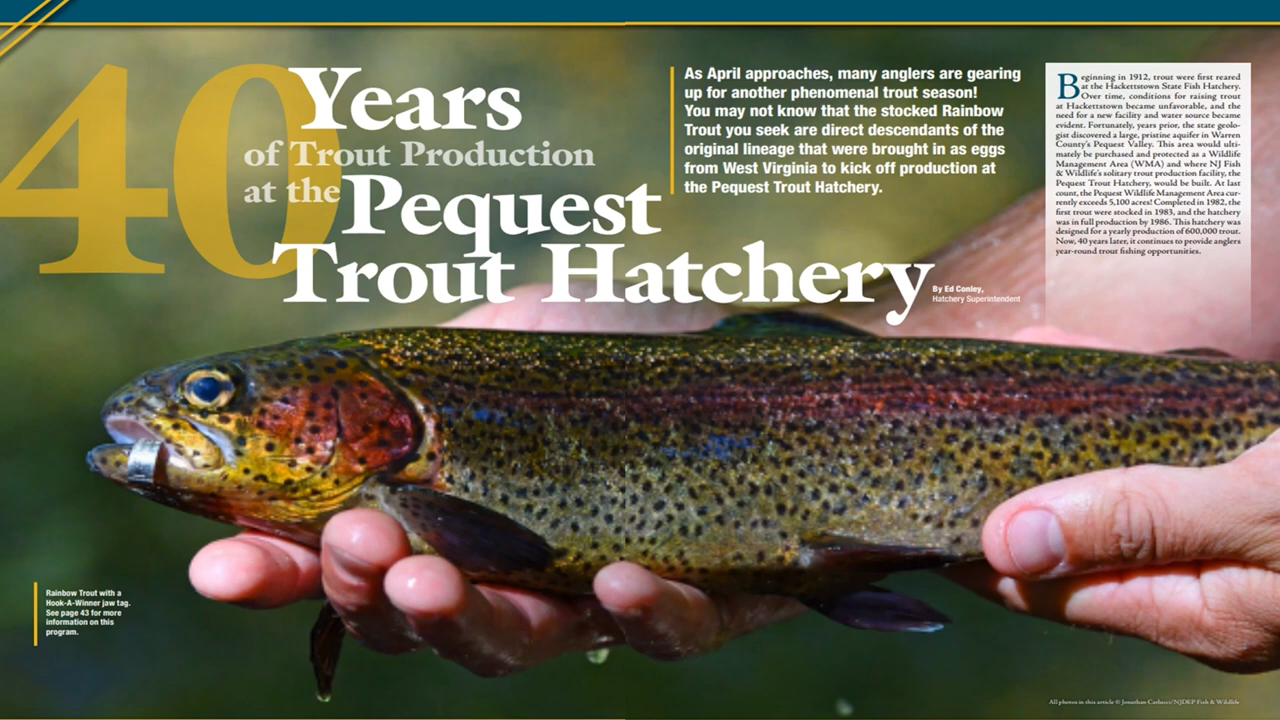 40
Years
of Trout Production
at the Pequest
Trout Hatchery
By Ed Conley,
Hatchery Superintendent
As April approaches, many anglers are gearing
up for another phenomenal trout season!
You may not know that the stocked Rainbow
Trout you seek are direct descendants of the
original lineage that were brought in as eggs
from West Virginia to kick off production at
the Pequest Trout Hatchery.
Beginning in 1912, trout were first reared
at the Hackettstown State Fish Hatchery.
Over time, conditions for raising trout
at Hackettstown became unfavorable, and the
need for a new facility and water source became
evident. Fortunately, years prior, the state geolo-
gist discovered a large, pristine aquifer in Warren
County's Pequest Valley. This area would ulti-
mately be purchased and protected as a Wildlife
Management Area (WMA) and where NJ Fish
& Wildlife's solitary trout production facility, the
Pequest Trout Hatchery, would be built. At last
count, the Pequest Wildlife Management Area cur-
rently exceeds 5,100 acres! Completed in 1982, the
first trout were stocked in 1983, and the hatchery
was in full production by 1986. This hatchery was
designed for a yearly production of 600,000 trout.
Now, 40 years later, it continues to provide anglers
year-round trout fishing opportunities.
Rainbow Trout with a
Hook-A-Winner jaw tag.
See page 43 for more
information on this
program.
All photos in this article © Jonathan Carlucci/NJDEP Fish & Wildlife